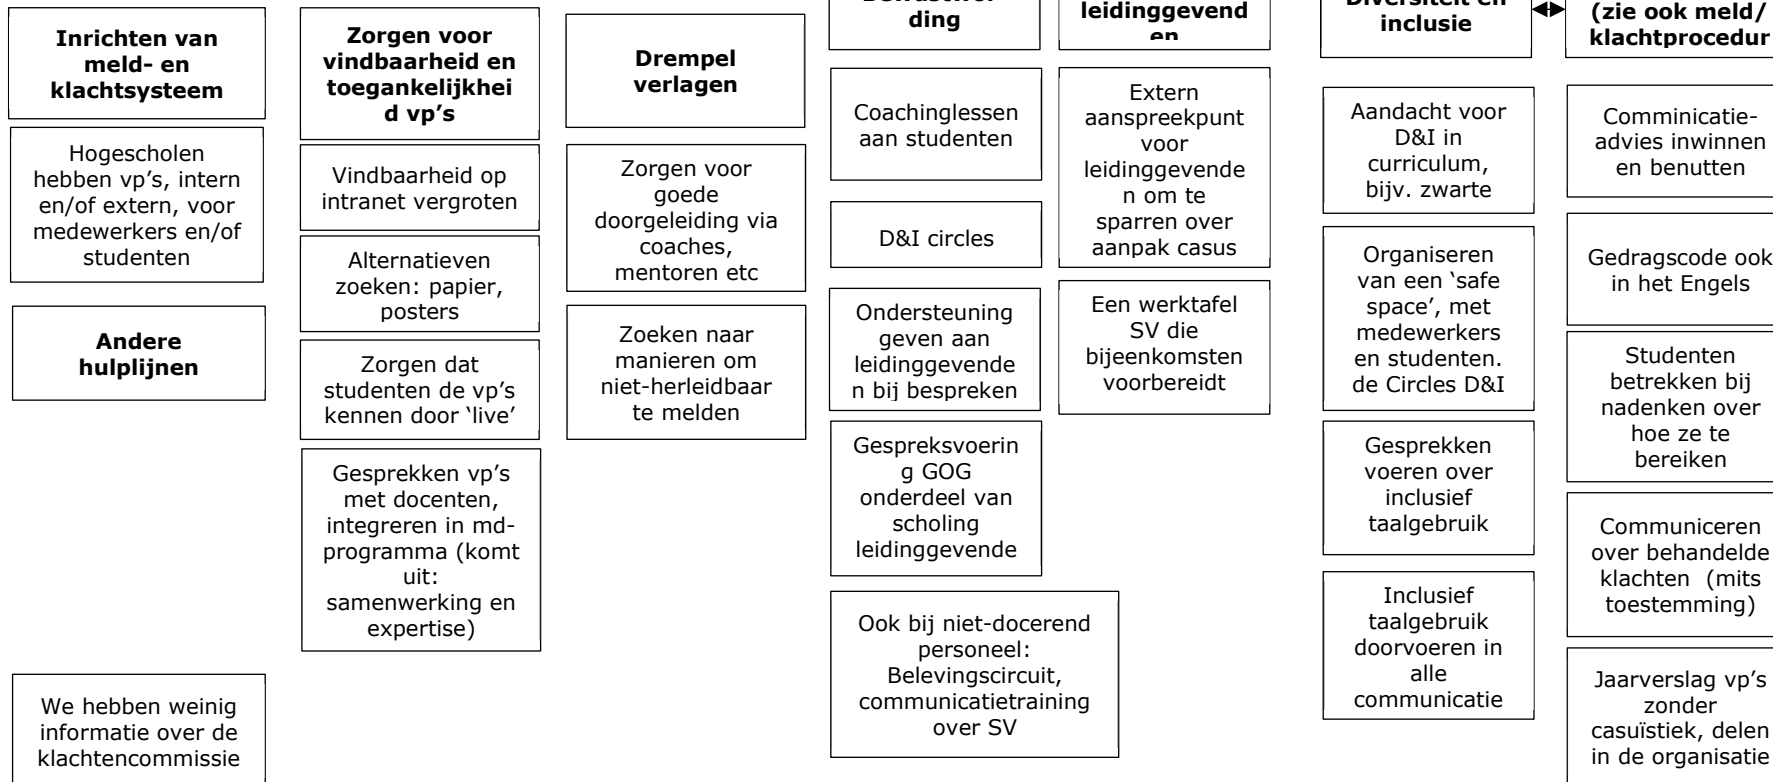 Inrichten van
meld- en
klachtsysteem
Hogescholen
hebben vp's, intern
en/of extern, voor
medewerkers en/of
studenten
Andere
hulplijnen
We hebben weinig
informatie over de
klachtencommissie
Zorgen voor
vindbaarheid en
toegankelijkhei
d vp's
Vindbaarheid op
intranet vergroten
Alternatieven
zoeken: papier,
posters
Zorgen dat
studenten de vp's
kennen door ‘live’
Gesprekken vp's
met docenten,
integreren in md-
programma (komt
uit:
samenwerking en
expertise)
Drempel
verlagen
Zorgen voor
goede
doorgeleiding via
coaches,
mentoren etc
Zoeken naar
manieren om
niet-herleidbaar
te melden
ding
Coachinglessen
aan studenten
D&I circles
Ondersteuning
geven aan
leidinggevende
n bij bespreken
Gespreksvoerin
g GOG
onderdeel van
scholing
leidinggevende
Ook bij niet-docerend
personeel:
Belevingscircuit,
communicatietraining
over SV
leidinggevend
en
Extern
aanspreekpunt
voor
leidinggevende
n om te
sparren over
aanpak casus
Een werktafel
SV die
bijeenkomsten
voorbereidt
Diversiteit en
inclusie
Aandacht voor
D&I in
curriculum,
bijv. zwarte
Organiseren
van een ‘safe
space’, met
medewerkers
en studenten.
de Circles D&I
Gesprekken
voeren over
inclusief
taalgebruik
Inclusief
taalgebruik
doorvoeren in
alle
communicatie
(zie ook meld/
klachtprocedur
Comminicatie-
advies inwinnen
en benutten
Gedragscode ook
in het Engels
Studenten
betrekken bij
nadenken over
hoe ze te
bereiken
Communiceren
over behandelde
klachten (mits
toestemming)
Jaarverslag vp's
zonder
casuïstiek, delen
in de organisatie